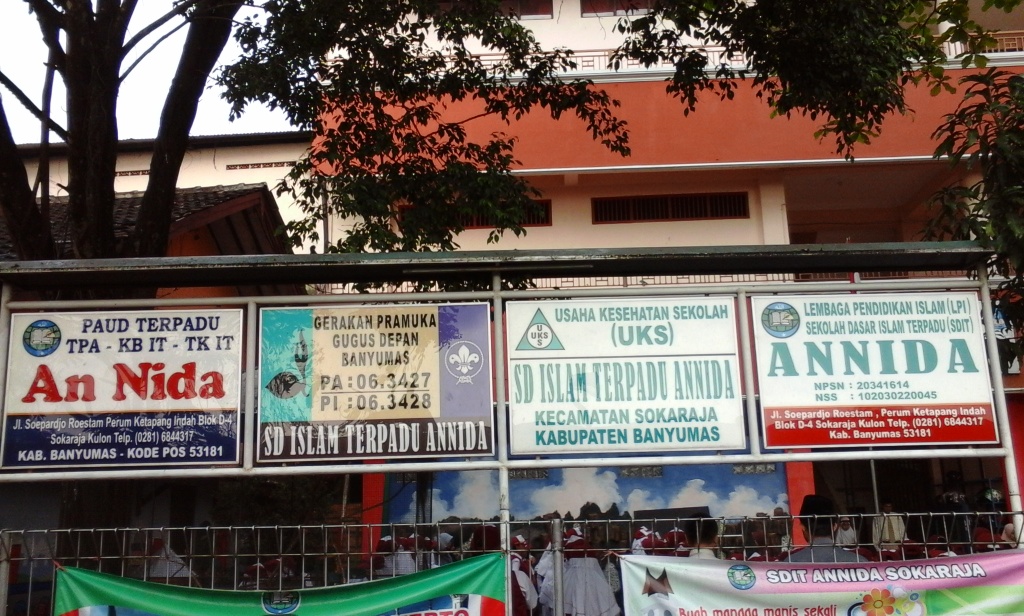 PAUD TERPADU
TPA - KB IT - TK IT
An Nida
Jl. Soepardjo Roestam Perum Ketapang Indah Blok D-4
Sokaraja Kulon Telp. (0281) 6844317
KAB. BANYUMAS - KODE POS 53181
GERAKAN PRAMUKA
GUGUS DEPAN
BANYUMAS
PA : 06.3427
PI : 06.3428
SD ISLAM TERPADU ANNIDA
USAHA KESEHATAN SEKOLAH
(UKS)
U
UKS
S
SD ISLAM TERPADU ANNIDA
KECAMATAN SOKARAJA
KABUPATEN BANYUMAS
LEMBAGA PENDIDIKAN ISLAM (LPI)
SEKOLAH DASAR ISLAM TERPADU (SDIT)
ANNIDA
NPSN : 20341614
NSS : 102030220045
Jl. Soepardjo Roestam , Perum Ketapang Indah
Blok D-4 Sokaraja Kulon Telp. (0281) 6844317
Kab. Banyumas 53181
SDIT ANNIDA SOKARAJA
Buah mangga manis sekali